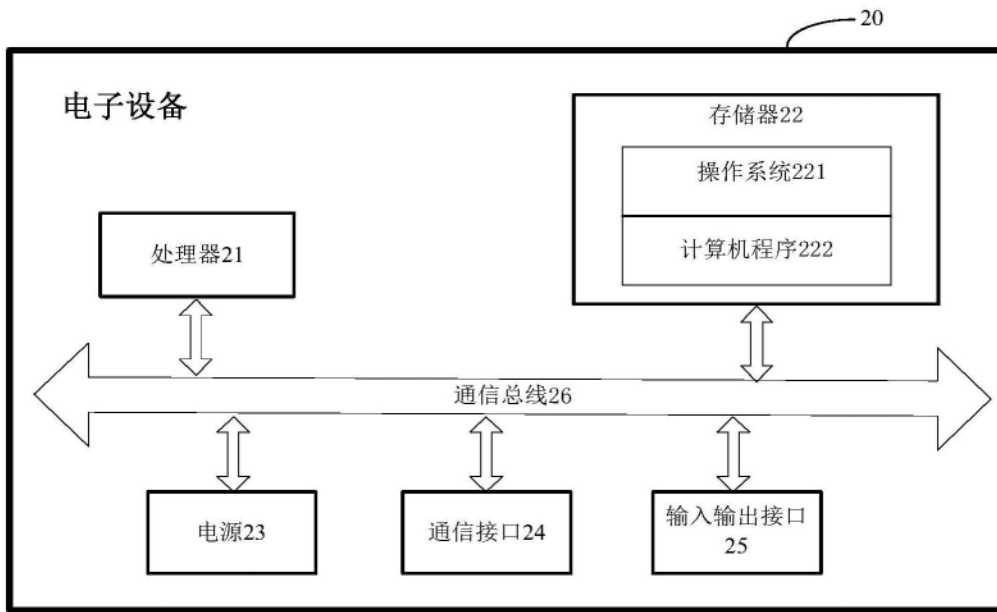 20
电子设备
存储器22
操作系统221
计算机程序222
处理器21
通信总线26
电源23
通信接口24
输入输出接口
25